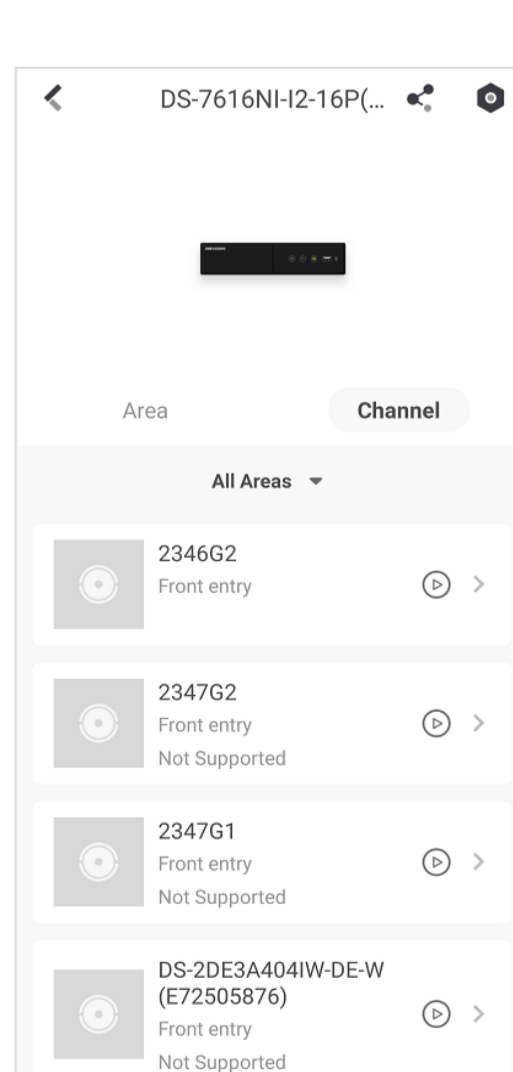 DS-7616NI-I2-16P(...
Area
Channel
All Areas
2346G2
Front entry
2347G2
Front entry
Not Supported
2347G1
Front entry
Not Supported
DS-2DE3A404IW-DE-W
(E72505876)
Front entry
Not Supported